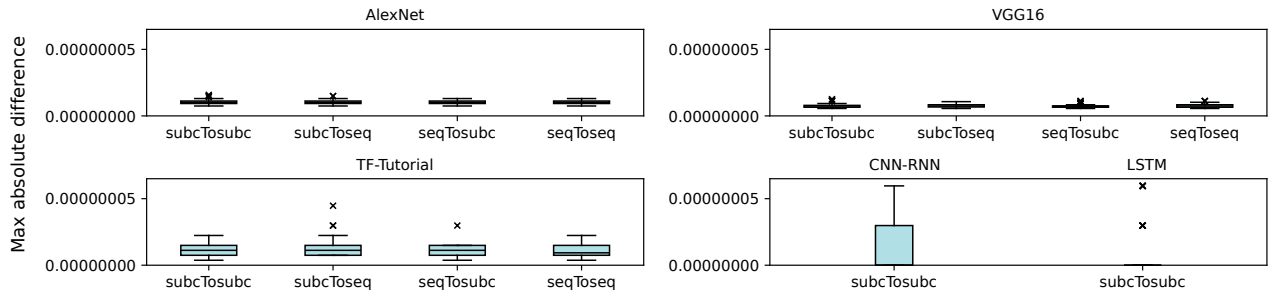 Max absolute difference
AlexNet
0.00000005
0.00000000
subcTosubc subcToseq seqTosubc seqToseq
VGG16
0.00000005
0.00000000
subcTosubc subcToseq seqTosubc seqToseq
TF-Tutorial
0.00000005
0.00000000
subcTosubc subcToseq seqTosubc seqToseq
CNN-RNN LSTM
0.00000005
0.00000000
subcTosubc subcTosubc